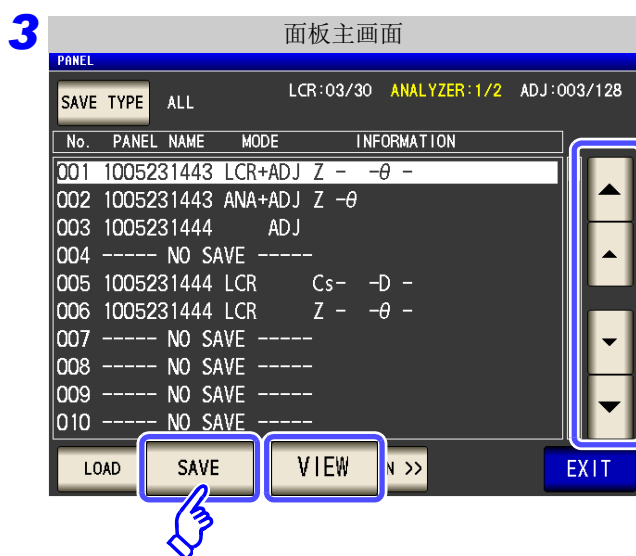 3
面板主画面
PANEL
SAVE TYPE ALL LCR:03/30 ANALYZER:1/2 ADJ:003/128
No. PANEL NAME MODE INFORMATION
001 1005231443 LCR+ADJ Z - -θ -
002 1005231443 ANA+ADJ Z -θ
003 1005231444 ADJ
004 ----- NO SAVE -----
005 1005231444 LCR Cs- -D -
006 1005231444 LCR Z - -θ -
007 ----- NO SAVE -----
008 ----- NO SAVE -----
009 ----- NO SAVE -----
010 ----- NO SAVE -----
LOAD SAVE VIEW N >> EXIT